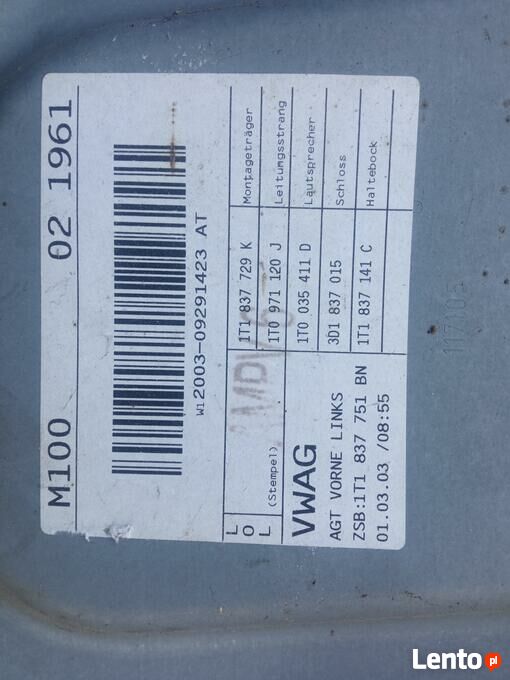 M100 02 1961
W12003-09291423 AT
L
O
L (Stempel)
1T1 837 729 K Montageträger
1T0 971 120 J Leitungsstrang
1T0 035 411 D Lautsprecher
3D1 837 015 Schloss
1T1 837 141 C Haltebock
VWAG
AGT VORNE LINKS
ZSB:1T1 837 751 BN
01.03.03 /08:55
Lento.pl